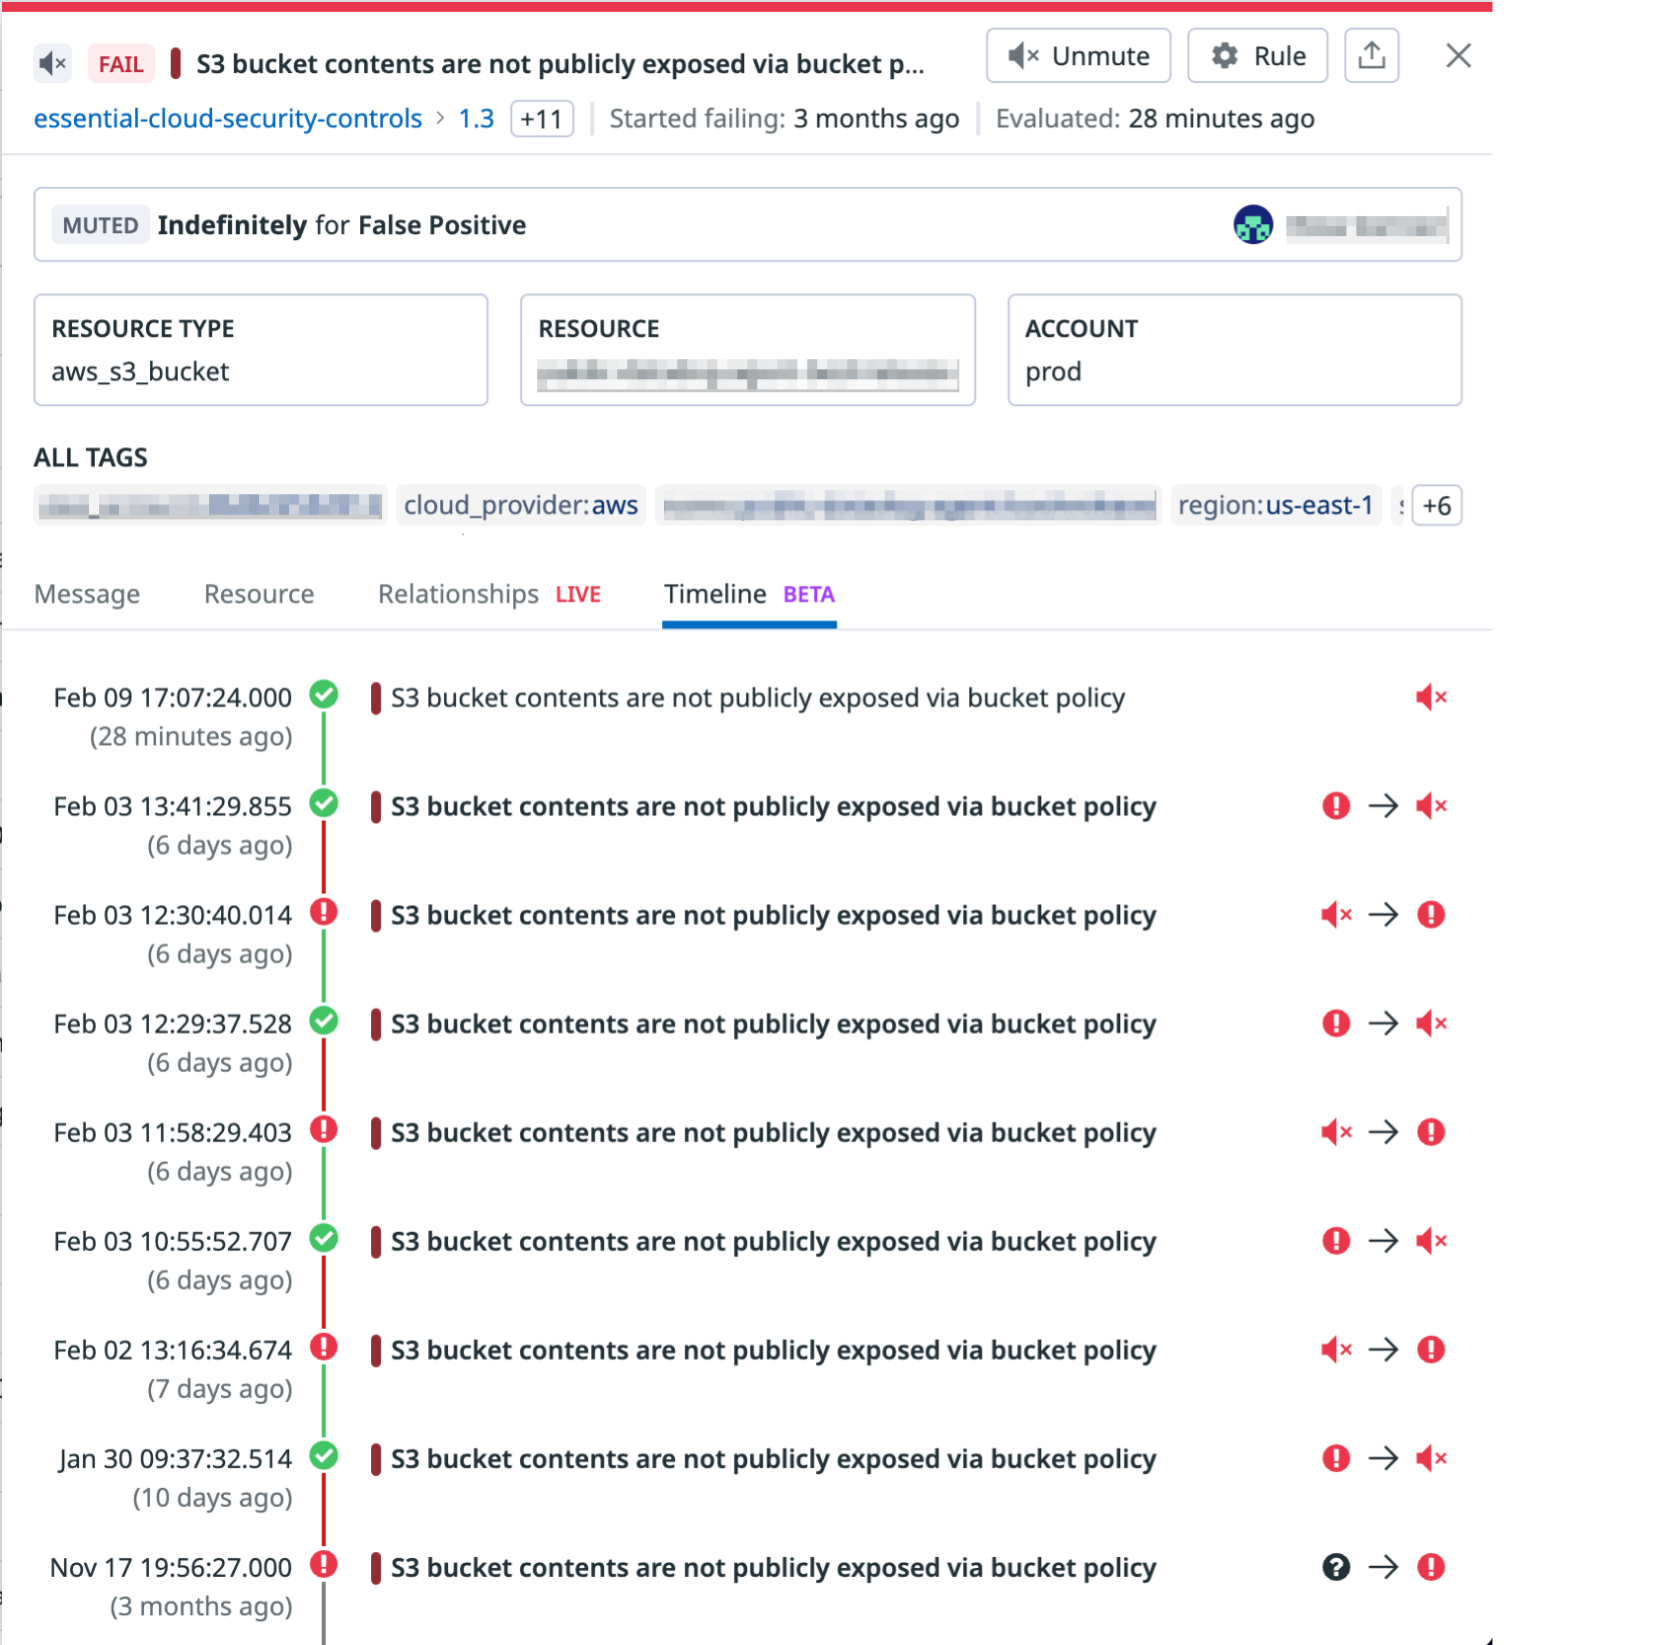 FAIL S3 bucket contents are not publicly exposed via bucket p... Unmute Rule
essential-cloud-security-controls > 1.3 +11 Started failing: 3 months ago Evaluated: 28 minutes ago
MUTED Indefinitely for False Positive
RESOURCE TYPE
aws_s3_bucket
RESOURCE
ACCOUNT
prod
ALL TAGS
cloud_provider:aws region:us-east-1 +6
Message Resource Relationships LIVE Timeline BETA
Feb 09 17:07:24.000 S3 bucket contents are not publicly exposed via bucket policy
(28 minutes ago)
Feb 03 13:41:29.855 S3 bucket contents are not publicly exposed via bucket policy
(6 days ago)
Feb 03 12:30:40.014 S3 bucket contents are not publicly exposed via bucket policy
(6 days ago)
Feb 03 12:29:37.528 S3 bucket contents are not publicly exposed via bucket policy
(6 days ago)
Feb 03 11:58:29.403 S3 bucket contents are not publicly exposed via bucket policy
(6 days ago)
Feb 03 10:55:52.707 S3 bucket contents are not publicly exposed via bucket policy
(6 days ago)
Feb 02 13:16:34.674 S3 bucket contents are not publicly exposed via bucket policy
(7 days ago)
Jan 30 09:37:32.514 S3 bucket contents are not publicly exposed via bucket policy
(10 days ago)
Nov 17 19:56:27.000 S3 bucket contents are not publicly exposed via bucket policy
(3 months ago)